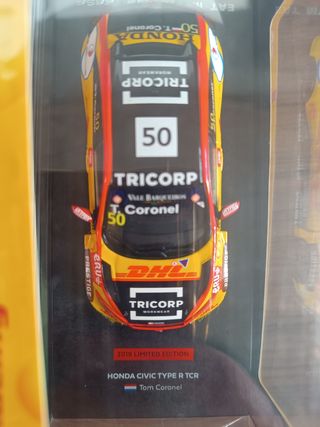 50 T. Coronel
HONDA
TRICORP
WORKWEAR
50
TRICORP
VALE BARQUEIROS
T. Coronel
50
DHL
TRICORP
WORKWEAR
PRESTIGE
2018 LIMITED EDITION
HONDA CIVIC TYPE R TCR
Tom Coronel